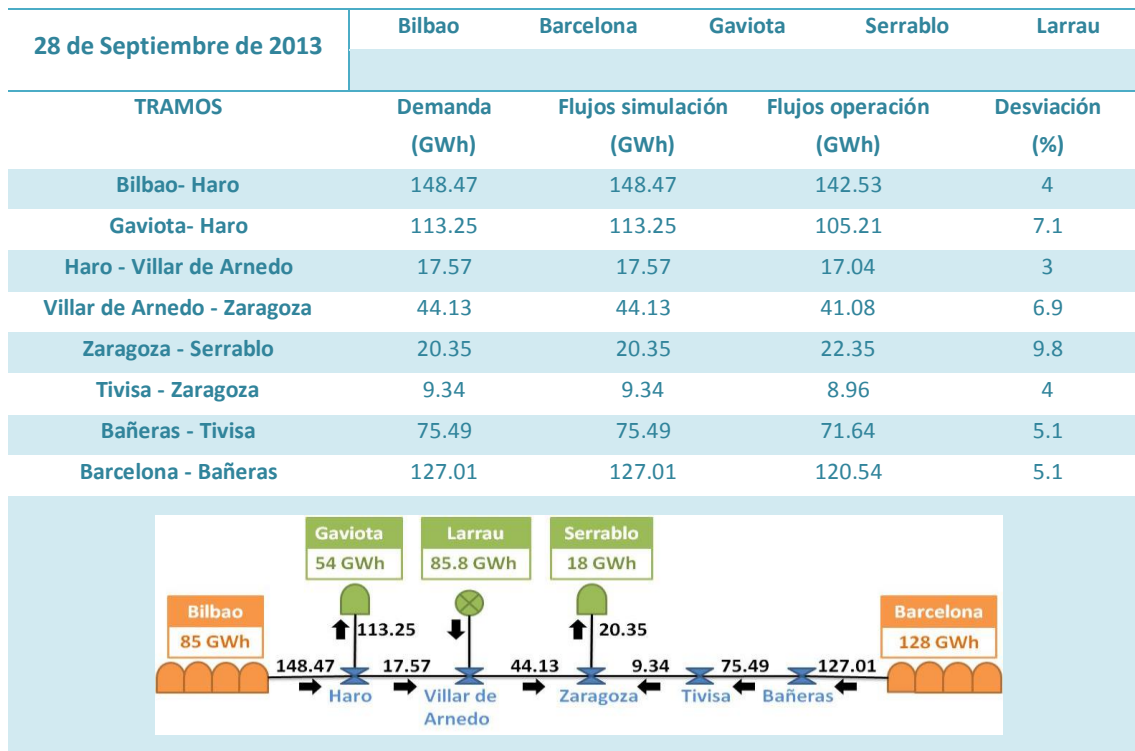 28 de Septiembre de 2013
Bilbao Barcelona Gaviota Serrablo Larrau
TRAMOS Demanda Flujos simulación Flujos operación Desviación
(GWh) (GWh) (GWh) (%)
Bilbao- Haro 148.47 148.47 142.53 4
Gaviota- Haro 113.25 113.25 105.21 7.1
Haro - Villar de Arnedo 17.57 17.57 17.04 3
Villar de Arnedo - Zaragoza 44.13 44.13 41.08 6.9
Zaragoza - Serrablo 20.35 20.35 22.35 9.8
Tivisa - Zaragoza 9.34 9.34 8.96 4
Bañeras - Tivisa 75.49 75.49 71.64 5.1
Barcelona - Bañeras 127.01 127.01 120.54 5.1
Gaviota Larrau Serrablo
54 GWh 85.8 GWh 18 GWh
Bilbao Barcelona
85 GWh 128 GWh
113.25 20.35
148.47 17.57 44.13 9.34 75.49 127.01
Haro Villar de Zaragoza Tivisa Bañeras
Arnedo